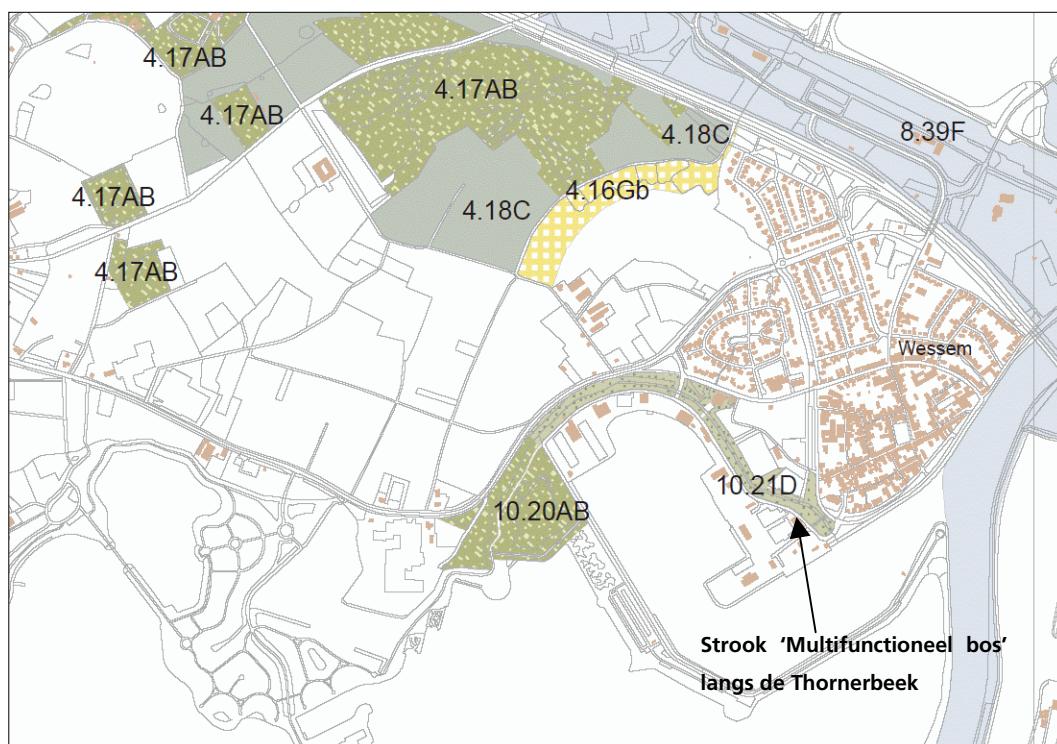 4.17AB
4.17AB
4.17AB
8.39F
4.18C
4.17AB
4.16Gb
4.18C
4.17AB
Wessem
10.21D
10.20AB
Strook ‘Multifunctioneel bos’
langs de Thornerbeek